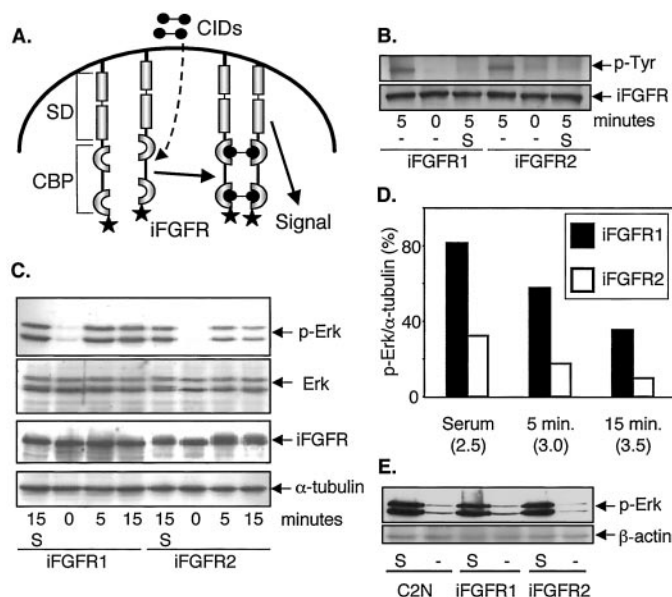 A.
CIDs
SD
CBP
iFGFR
Signal
B.
p-Tyr
iFGFR
5 0 5 5 0 5 minutes
- - S - - S
iFGFR1 iFGFR2
C.
p-Erk
Erk
iFGFR
α-tubulin
15 0 5 15 15 0 5 15 minutes
S S
iFGFR1 iFGFR2
D.
p-Erk/α-tubulin (%)
80
40
0
iFGFR1
iFGFR2
Serum 5 min. 15 min.
(2.5) (3.0) (3.5)
E.
p-Erk
β-actin
S - S - S -
C2N iFGFR1 iFGFR2